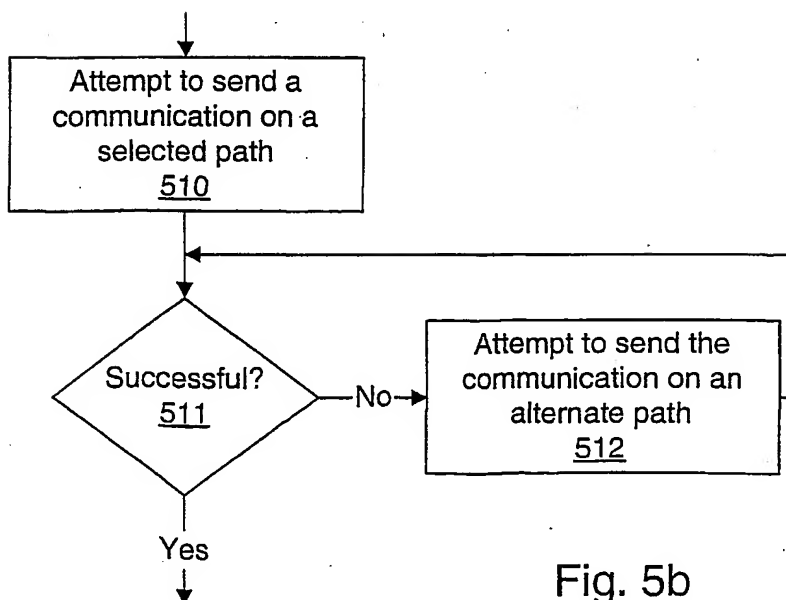 Attempt to send a
communication on a
selected path
510
Successful?
511
No
Attempt to send the
communication on an
alternate path
512
Yes
Fig. 5b